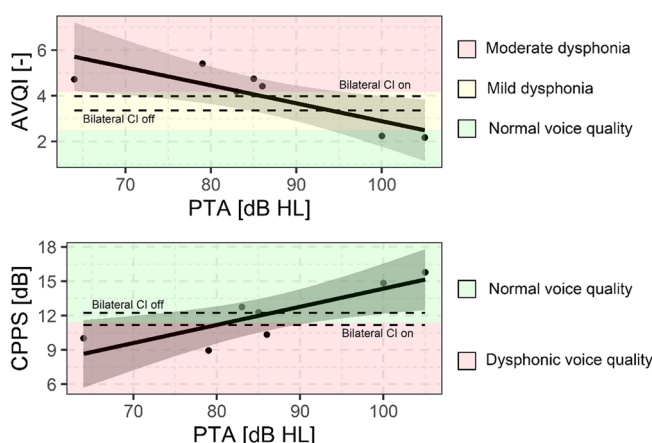 AVQI [-]
6
4
2
Bilateral CI on
Bilateral CI off
70
80
90
100
PTA [dB HL]
Moderate dysphonia
Mild dysphonia
Normal voice quality
CPPS [dB]
18
15
12
9
6
Bilateral CI off
Bilateral CI on
70
80
90
100
PTA [dB HL]
Normal voice quality
Dysphonic voice quality